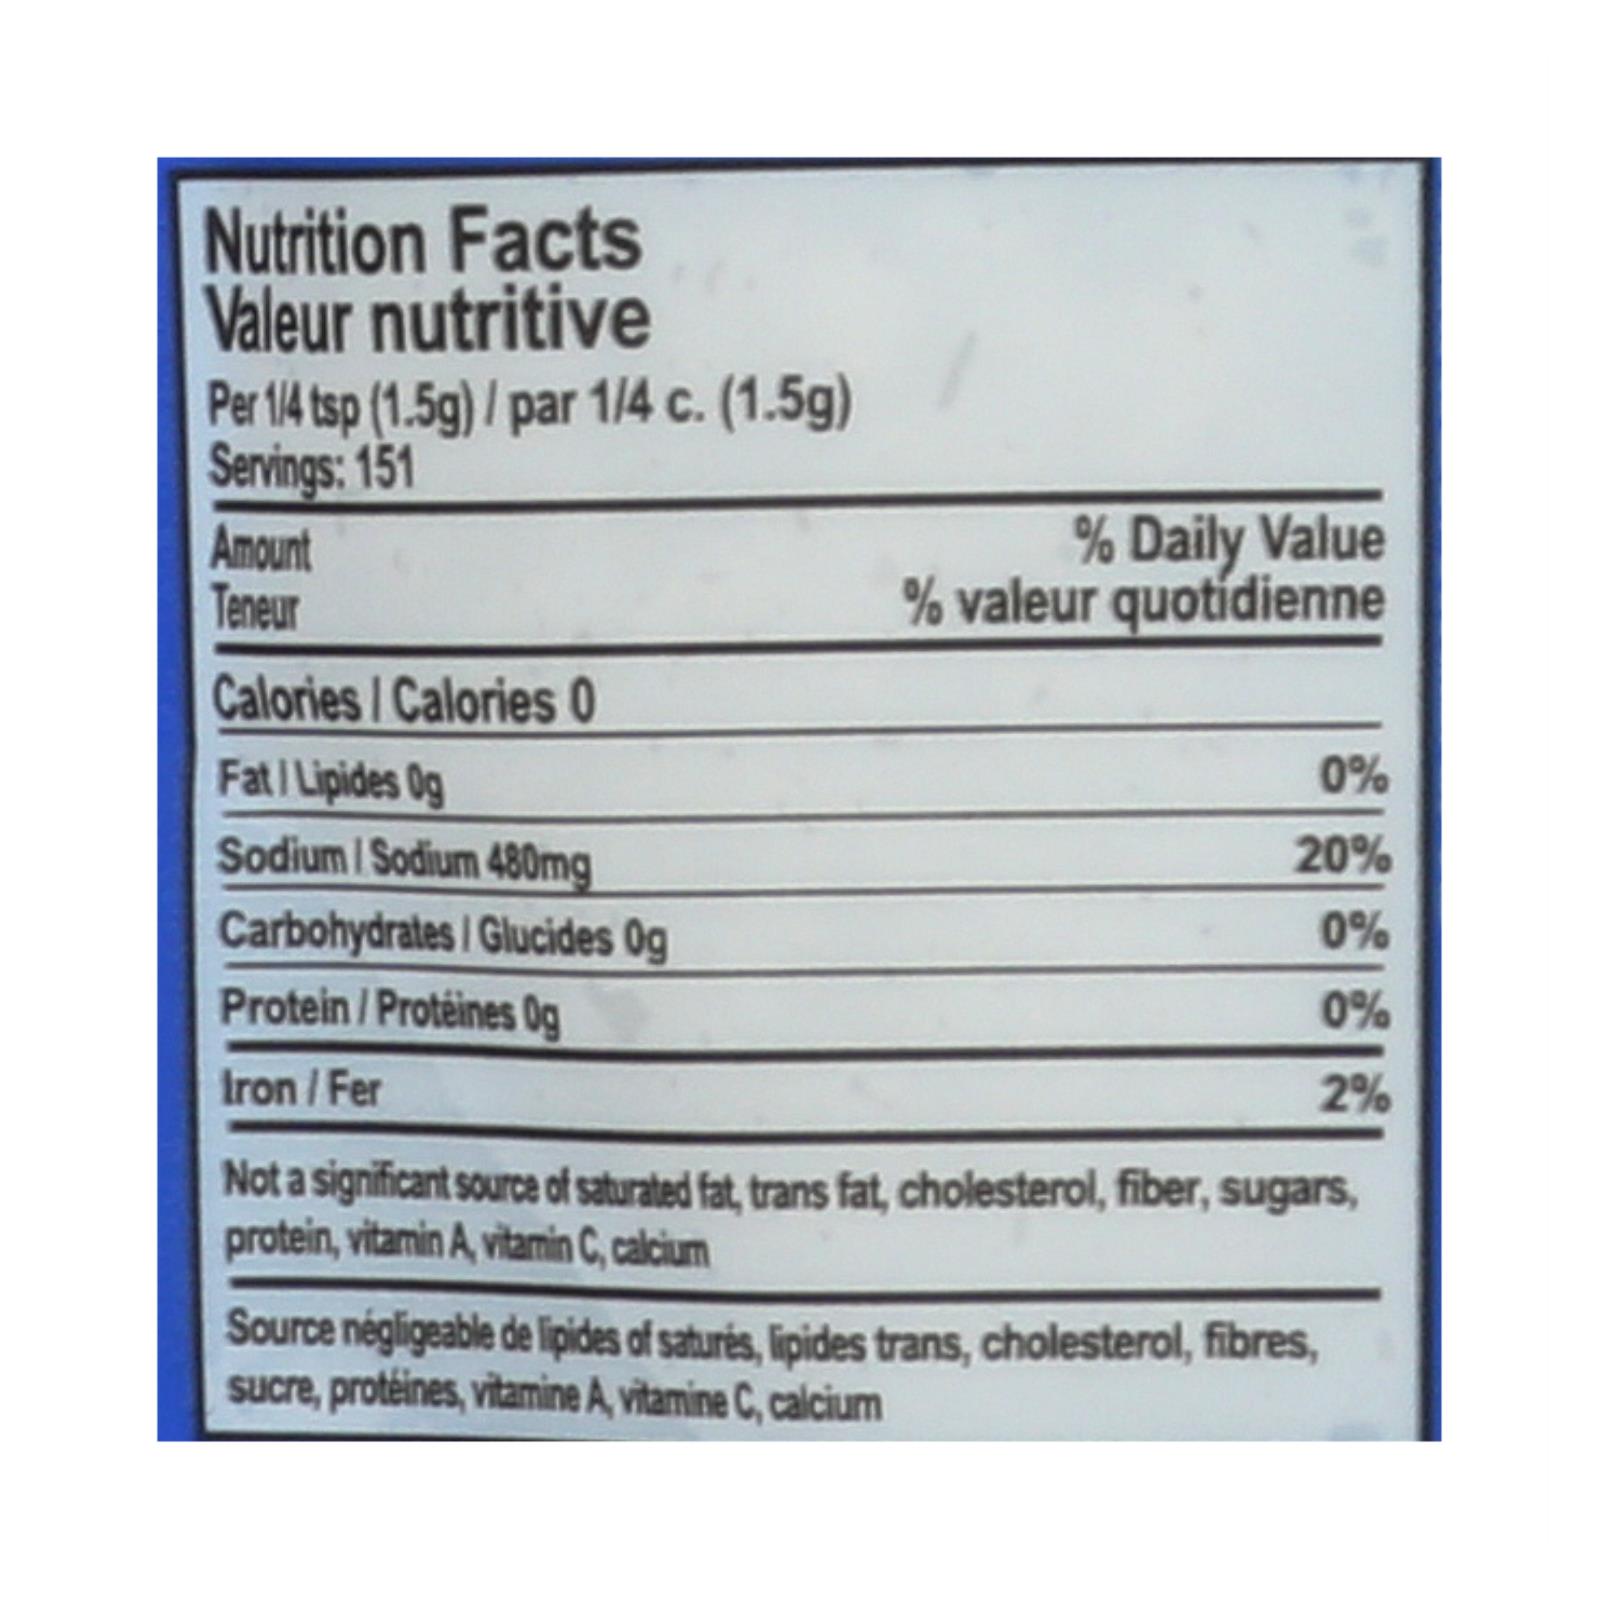 Nutrition Facts
Valeur nutritive
Per 1/4 tsp (1.5g) / par 1/4 c. (1.5g)
Servings: 151
Amount % Daily Value
Teneur % valeur quotidienne
Calories / Calories 0
Fat / Lipides 0g 0%
Sodium / Sodium 480mg 20%
Carbohydrates / Glucides 0g 0%
Protein / Protéines 0g 0%
Iron / Fer 2%
Not a significant source of saturated fat, trans fat, cholesterol, fiber, sugars,
protein, vitamin A, vitamin C, calcium
Source négligeable de lipides of saturés, lipides trans, cholesterol, fibres,
sucre, protéines, vitamine A, vitamine C, calcium